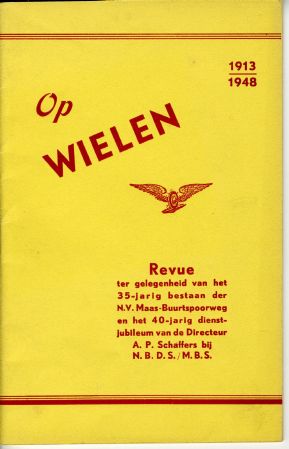 1913
1948
Op
WIELEN
Revue
ter gelegenheid van het
35-jarig bestaan der
N.V. Maas-Buurtspoorweg
en het 40-jarig dienst-
jubileum van de Directeur
A. P. Schaffers bij
N. B. D. S. / M. B. S.